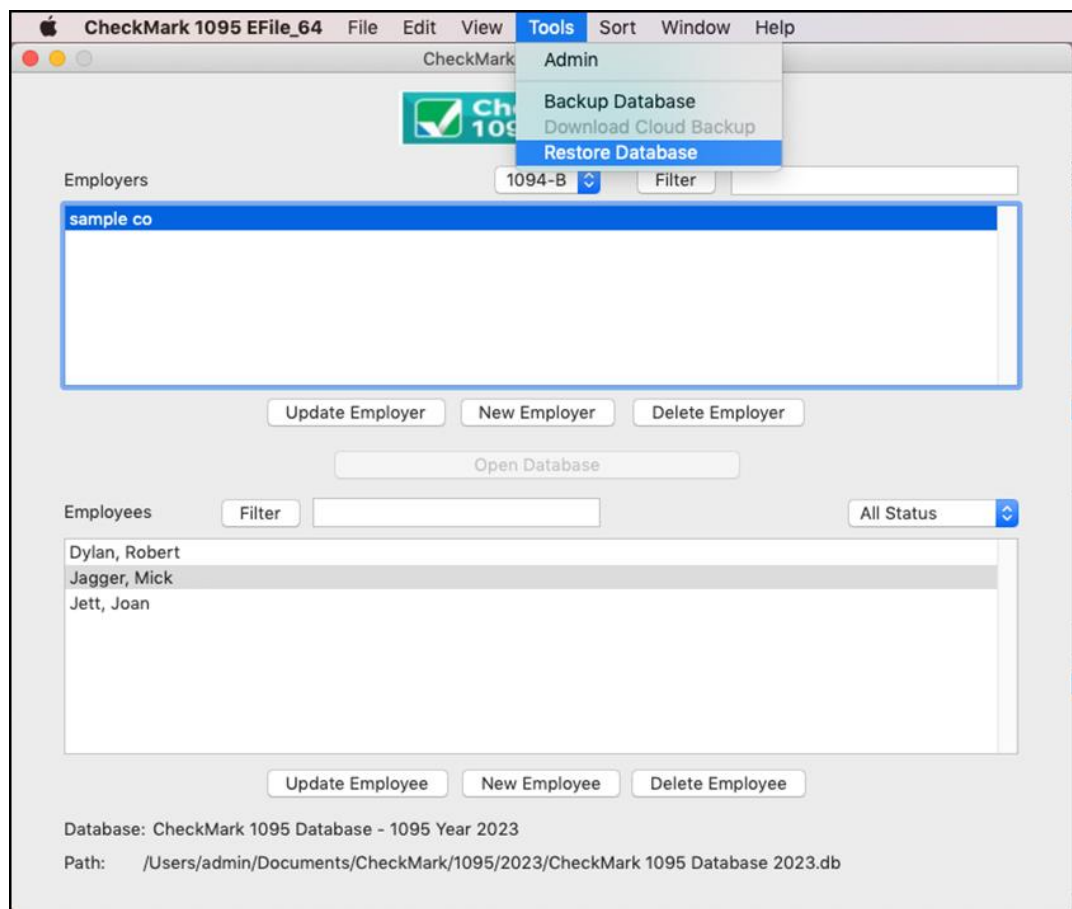 CheckMark 1095 EFile_64 File Edit View Tools Sort Window Help
CheckMark
Admin
Backup Database
Download Cloud Backup
Restore Database
Employers 1094-B Filter
sample co
Update Employer New Employer Delete Employer
Open Database
Employees Filter All Status
Dylan, Robert
Jagger, Mick
Jett, Joan
Update Employee New Employee Delete Employee
Database: CheckMark 1095 Database - 1095 Year 2023
Path: /Users/admin/Documents/CheckMark/1095/2023/CheckMark 1095 Database 2023.db